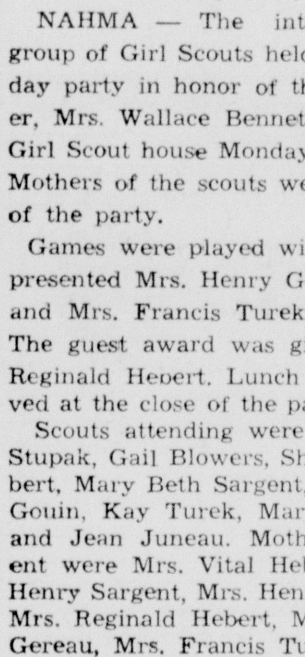 NAHMA — The int
group of Girl Scouts held
day party in honor of th
er, Mrs. Wallace Bennet
Girl Scout house Monday
Mothers of the scouts we
of the party.
Games were played wi
presented Mrs. Henry G
and Mrs. Francis Turek
The guest award was g
Reginald Hebert. Lunch
ved at the close of the pa
Scouts attending were
Stupak, Gail Blowers, Sh
bert, Mary Beth Sargent,
Gouin, Kay Turek, Mar
and Jean Juneau. Moth
ent were Mrs. Vital Heb
Henry Sargent, Mrs. Hen
Mrs. Reginald Hebert, M
Gereau, Mrs. Francis Tu